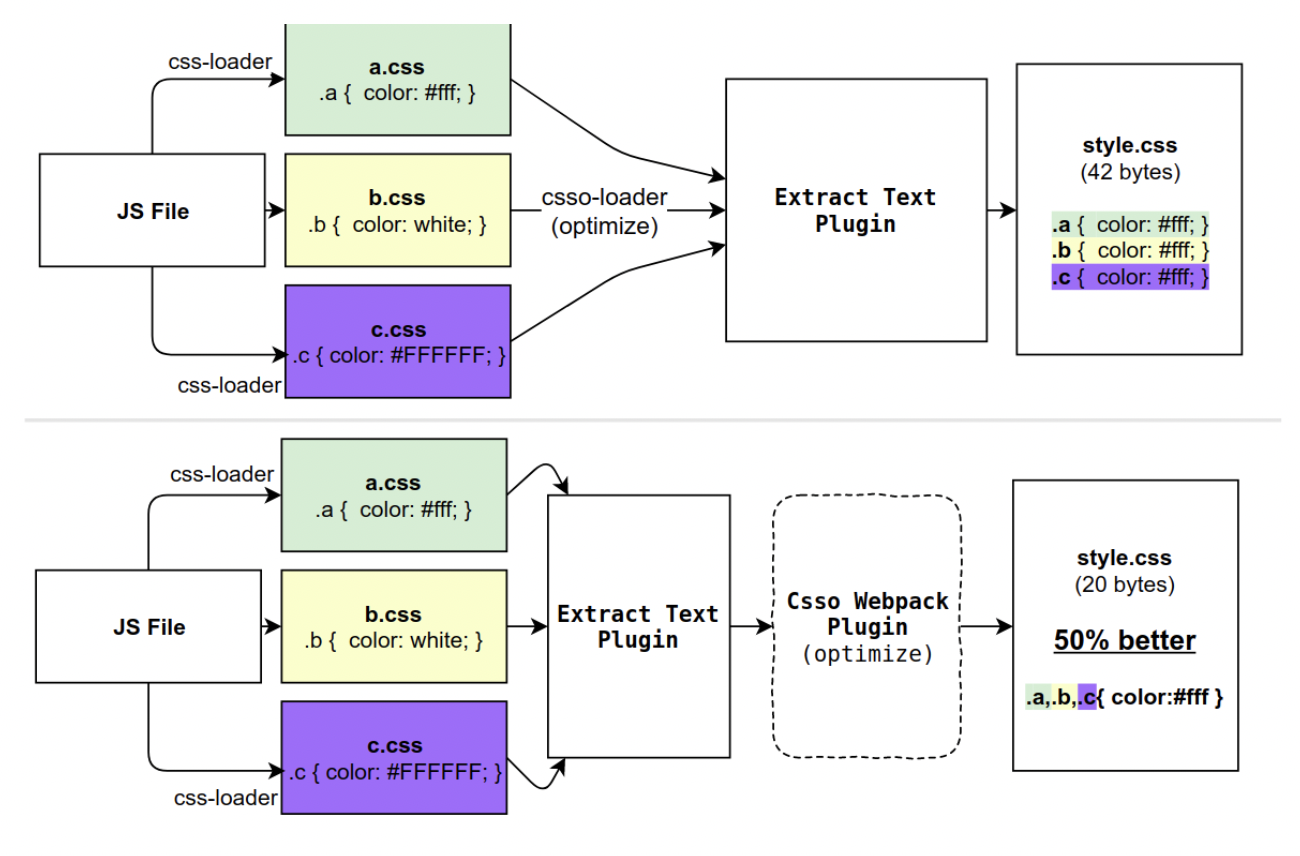 css-loader
a.css
.a {  color: #fff; }
JS File
b.css
.b {  color: white; }
csso-loader
(optimize)
c.css
.c { color: #FFFFFF; }
css-loader
Extract Text
Plugin
style.css
(42 bytes)
.a {  color: #fff; }
.b {  color: #fff; }
.c {  color: #fff; }
css-loader
a.css
.a {  color: #fff; }
JS File
b.css
.b {  color: white; }
c.css
.c { color: #FFFFFF; }
css-loader
Extract Text
Plugin
Csso Webpack
Plugin
(optimize)
style.css
(20 bytes)
50% better
.a,.b,.c{ color:#fff }